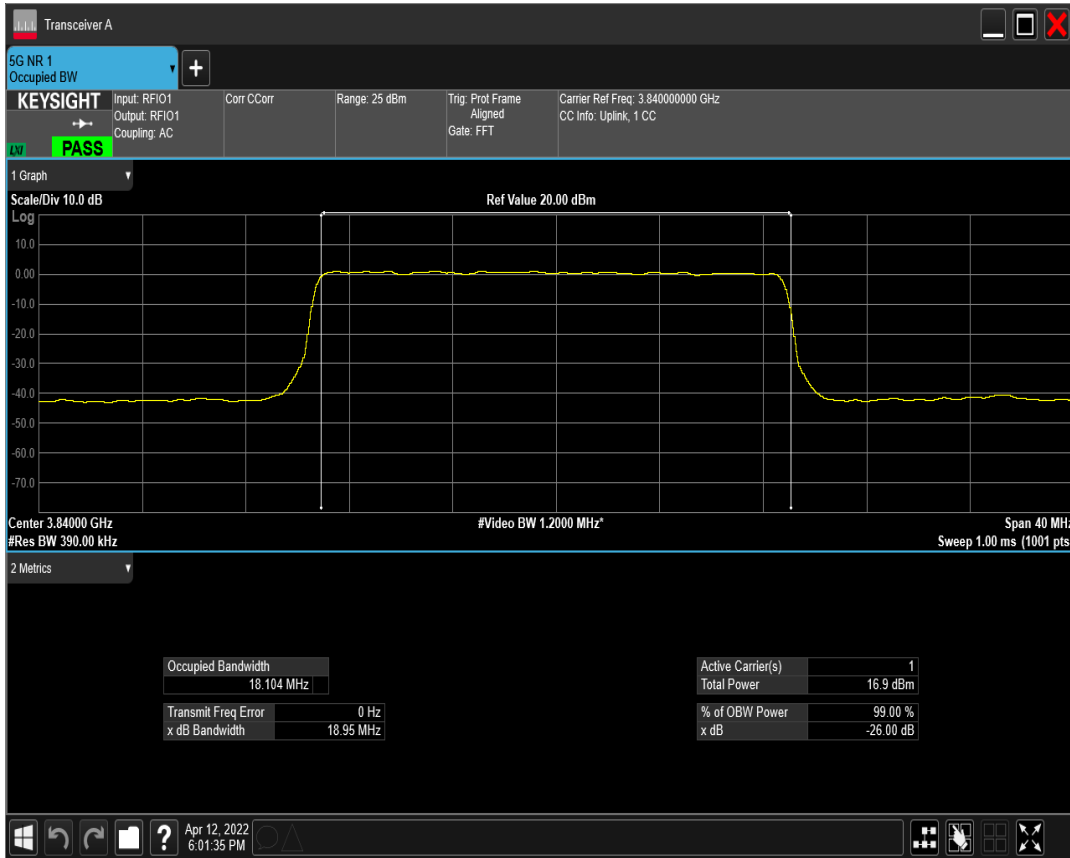 Transceiver A
5G NR 1
Occupied BW
+
KEYSIGHT
LXI
PASS
Input: RFIO1
Output: RFIO1
Coupling: AC
Corr CCorr
Range: 25 dBm
Trig: Prot Frame
Aligned
Gate: FFT
Carrier Ref Freq: 3.840000000 GHz
CC Info: Uplink, 1 CC
1 Graph
Scale/Div 10.0 dB
Ref Value 20.00 dBm
Log
10.0
0.00
-10.0
-20.0
-30.0
-40.0
-50.0
-60.0
-70.0
Center 3.84000 GHz
#Video BW 1.2000 MHz*
Span 40 MHz
#Res BW 390.00 kHz
Sweep 1.00 ms (1001 pts
2 Metrics
Occupied Bandwidth
18.104 MHz
Transmit Freq Error 0 Hz
x dB Bandwidth 18.95 MHz
Active Carrier(s) 1
Total Power 16.9 dBm
% of OBW Power 99.00 %
x dB -26.00 dB
?
Apr 12, 2022
6:01:35 PM